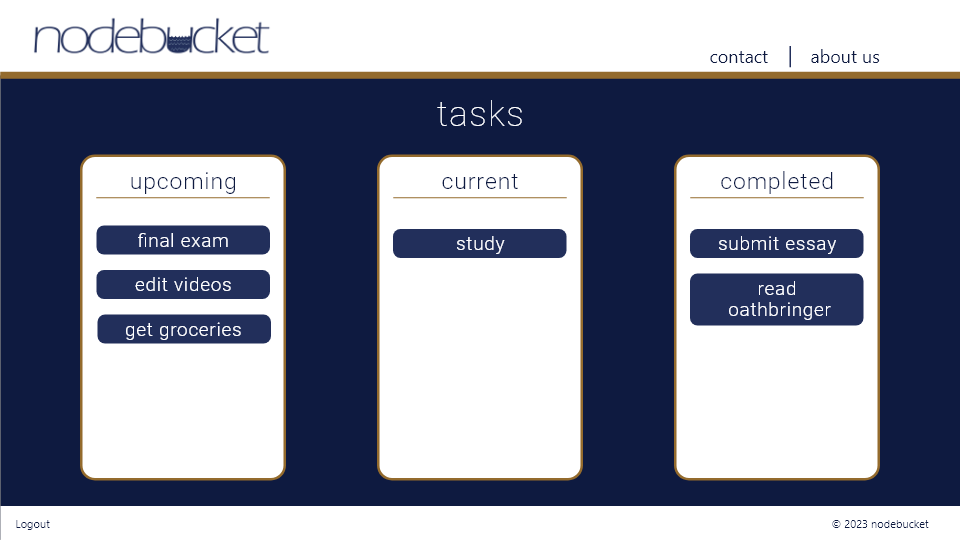 nodebucket
contact | about us
tasks
upcoming
final exam
edit videos
get groceries
current
study
completed
submit essay
read
oathbringer
Logout
© 2023 nodebucket